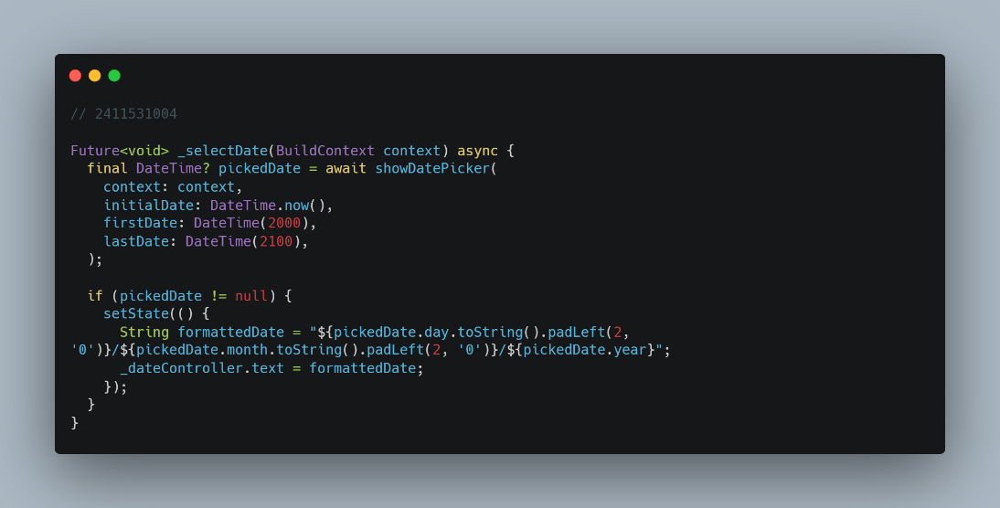 // 2411531004

Future<void> _selectDate(BuildContext context) async {
  final DateTime? pickedDate = await showDatePicker(
    context: context,
    initialDate: DateTime.now(),
    firstDate: DateTime(2000),
    lastDate: DateTime(2100),
  );

  if (pickedDate != null) {
    setState(() {
      String formattedDate = "${pickedDate.day.toString().padLeft(2,
'0')}/${pickedDate.month.toString().padLeft(2, '0')}/${pickedDate.year}";
      _dateController.text = formattedDate;
    });
  }
}